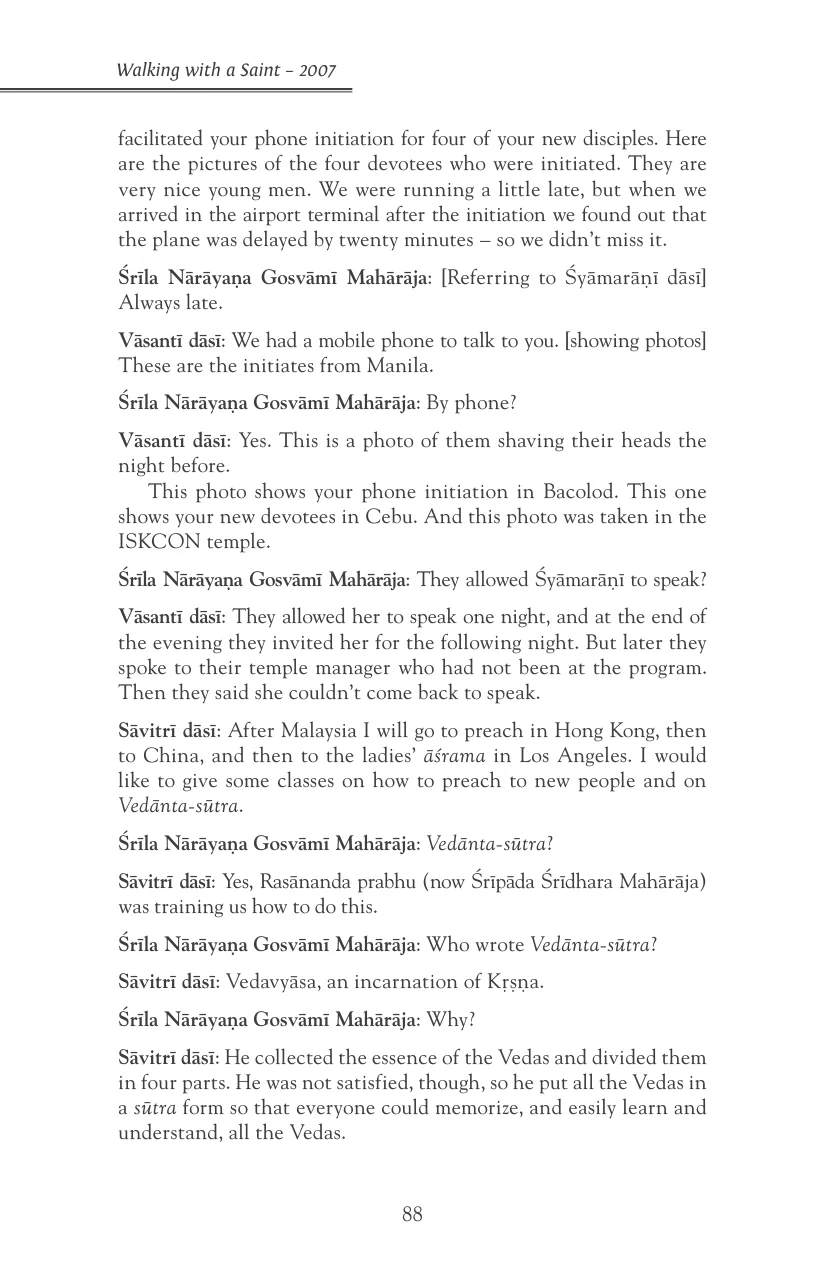 Walking with a Saint – 2007
facilitated your phone initiation for four of your new disciples. Here
are the pictures of the four devotees who were initiated. They are
very nice young men. We were running a little late, but when we
arrived in the airport terminal after the initiation we found out that
the plane was delayed by twenty minutes – so we didn’t miss it.
Śrīla Nārāyaṇa Gosvāmī Mahārāja: [Referring to Śyāmarāṇī dāsī]
Always late.
Vāsantī dāsī: We had a mobile phone to talk to you. [showing photos]
These are the initiates from Manila.
Śrīla Nārāyaṇa Gosvāmī Mahārāja: By phone?
Vāsantī dāsī: Yes. This is a photo of them shaving their heads the
night before.
This photo shows your phone initiation in Bacolod. This one
shows your new devotees in Cebu. And this photo was taken in the
ISKCON temple.
Śrīla Nārāyaṇa Gosvāmī Mahārāja: They allowed Śyāmarāṇī to speak?
Vāsantī dāsī: They allowed her to speak one night, and at the end of
the evening they invited her for the following night. But later they
spoke to their temple manager who had not been at the program.
Then they said she couldn’t come back to speak.
Sāvitrī dāsī: After Malaysia I will go to preach in Hong Kong, then
to China, and then to the ladies’ āśrama in Los Angeles. I would
like to give some classes on how to preach to new people and on
Vedānta-sūtra.
Śrīla Nārāyaṇa Gosvāmī Mahārāja: Vedānta-sūtra?
Sāvitrī dāsī: Yes, Rasānanda prabhu (now Śrīpāda Śrīdhara Mahārāja)
was training us how to do this.
Śrīla Nārāyaṇa Gosvāmī Mahārāja: Who wrote Vedānta-sūtra?
Sāvitrī dāsī: Vedavyāsa, an incarnation of Kṛṣṇa.
Śrīla Nārāyaṇa Gosvāmī Mahārāja: Why?
Sāvitrī dāsī: He collected the essence of the Vedas and divided them
in four parts. He was not satisfied, though, so he put all the Vedas in
a sūtra form so that everyone could memorize, and easily learn and
understand, all the Vedas.
88